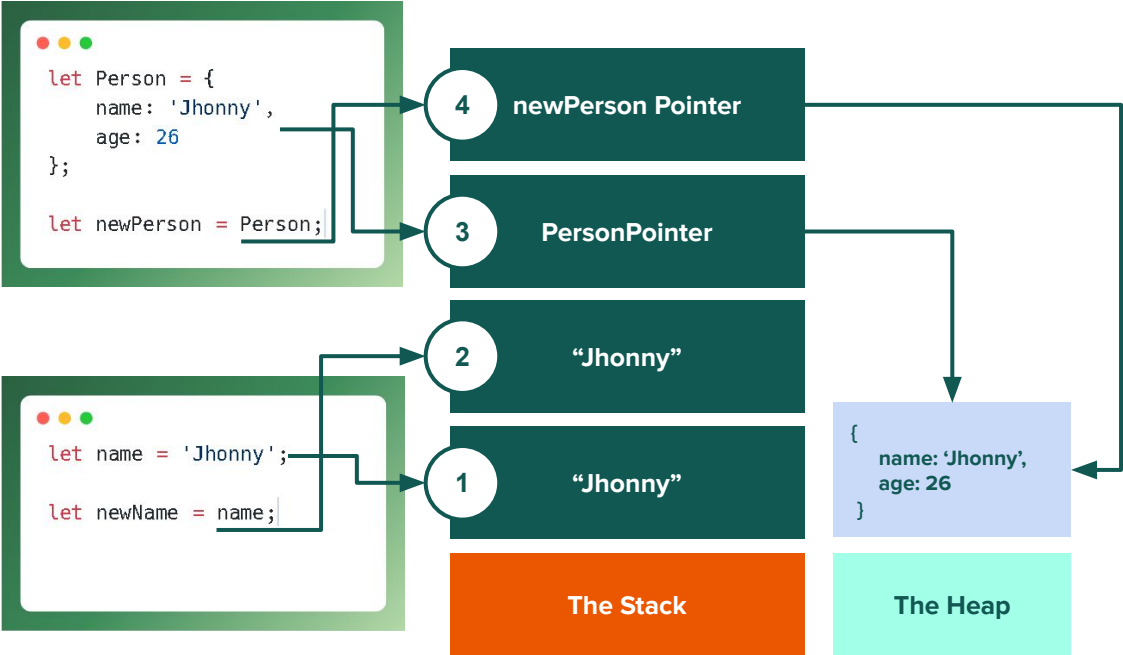 let Person = {
    name: 'Jhonny',
    age: 26
};
let newPerson = Person;
4 newPerson Pointer
3 PersonPointer
2 “Jhonny”
let name = 'Jhonny';
let newName = name;
1 “Jhonny”
{
name: ‘Jhonny’,
age: 26
}
The Stack
The Heap